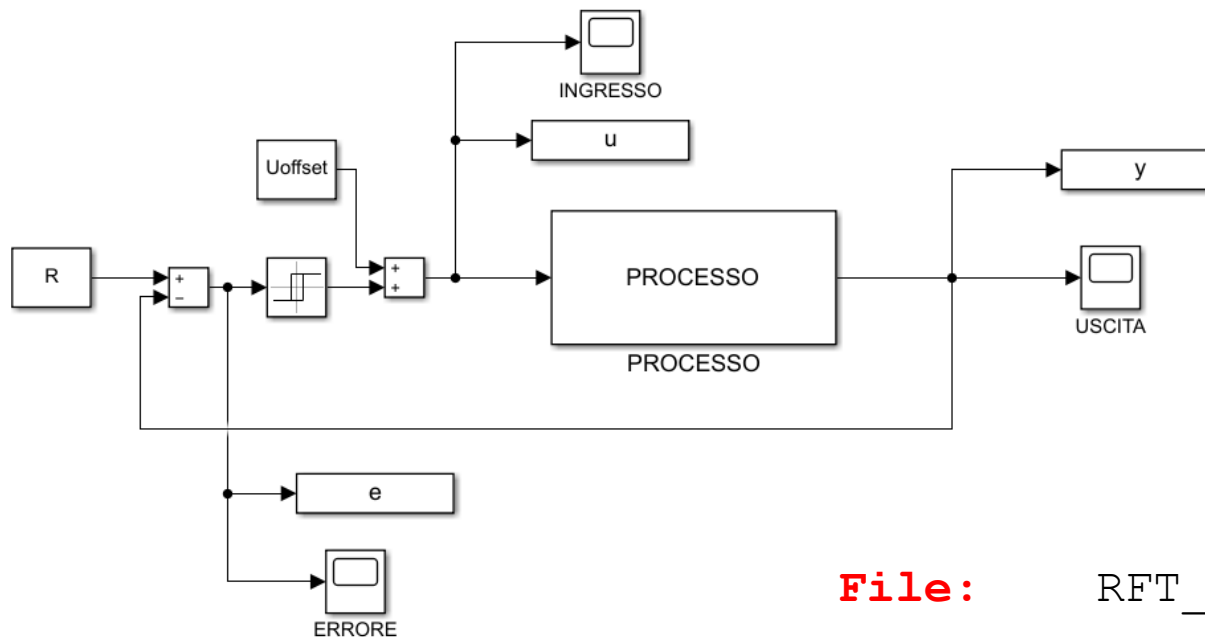 INGRESSO
u
Uoffset
y
R
+
−
+
+
PROCESSO
USCITA
PROCESSO
e
ERRORE
File: RFT_